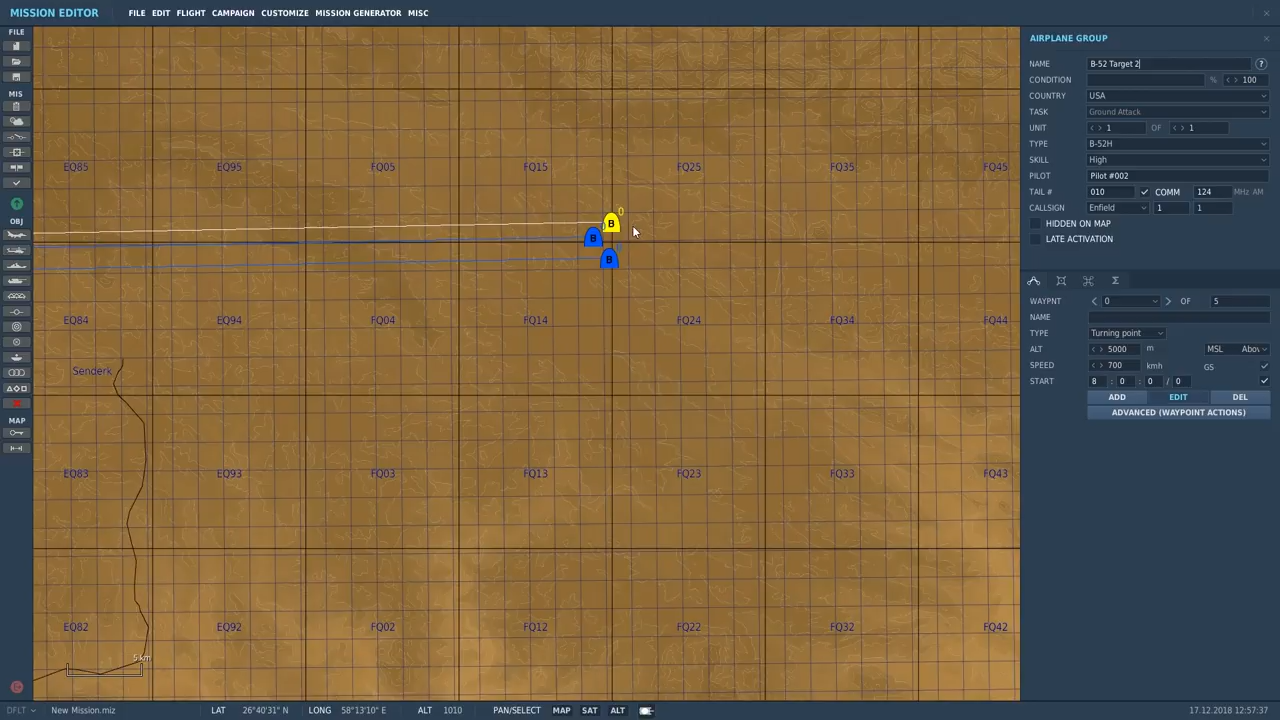 MISSION EDITOR
FILE EDIT FLIGHT CAMPAIGN CUSTOMIZE MISSION GENERATOR MISC
FILE
MIS
OBJ
MAP
EQ85 EQ95 FQ05 FQ15 FQ25 FQ35 FQ45
0
B
0
B
0
B
EQ84 EQ94 FQ04 FQ14 FQ24 FQ34 FQ44
Senderk
EQ83 EQ93 FQ03 FQ13 FQ23 FQ33 FQ43
EQ82 EQ92 FQ02 FQ12 FQ22 FQ32 FQ42
5 km
AIRPLANE GROUP
NAME B-52 Target 2 ?
CONDITION % < > 100
COUNTRY USA
TASK Ground Attack
UNIT < > 1 OF < > 1
TYPE B-52H
SKILL High
PILOT Pilot #002
TAIL # 010 COMM 124 MHz AM
CALLSIGN Enfield 1 1
HIDDEN ON MAP
LATE ACTIVATION
WAYPNT < 0 > OF 5
NAME
TYPE Turning point
ALT < > 5000 m MSL Abov
SPEED < > 700 kmh GS
START 8 : 0 : 0 / 0
ADD EDIT DEL
ADVANCED (WAYPOINT ACTIONS)
DFLT New Mission.miz LAT 26°40'31" N LONG 58°13'10" E ALT 1010 PAN/SELECT MAP SAT ALT 17.12.2018 12:57:37